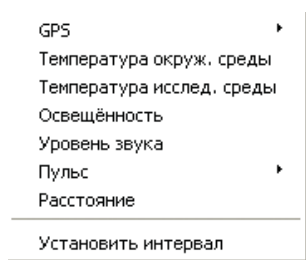 GPS
Температура окруж. среды
Температура исслед. среды
Освещённость
Уровень звука
Пульс
Расстояние
Установить интервал